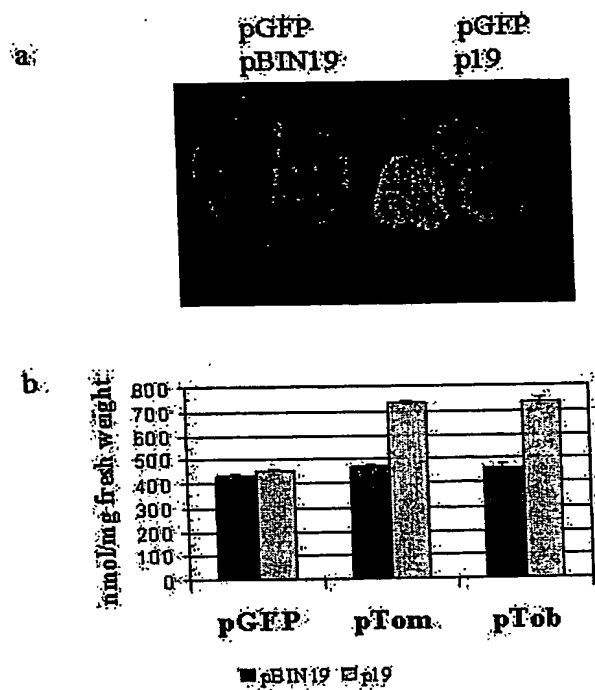 a
pGFP pGFP
pBIN19 p19
b
nmol/mg fresh weight
800
700
600
500
400
300
200
100
0
pGFP pTom pTob
pBIN19 p19